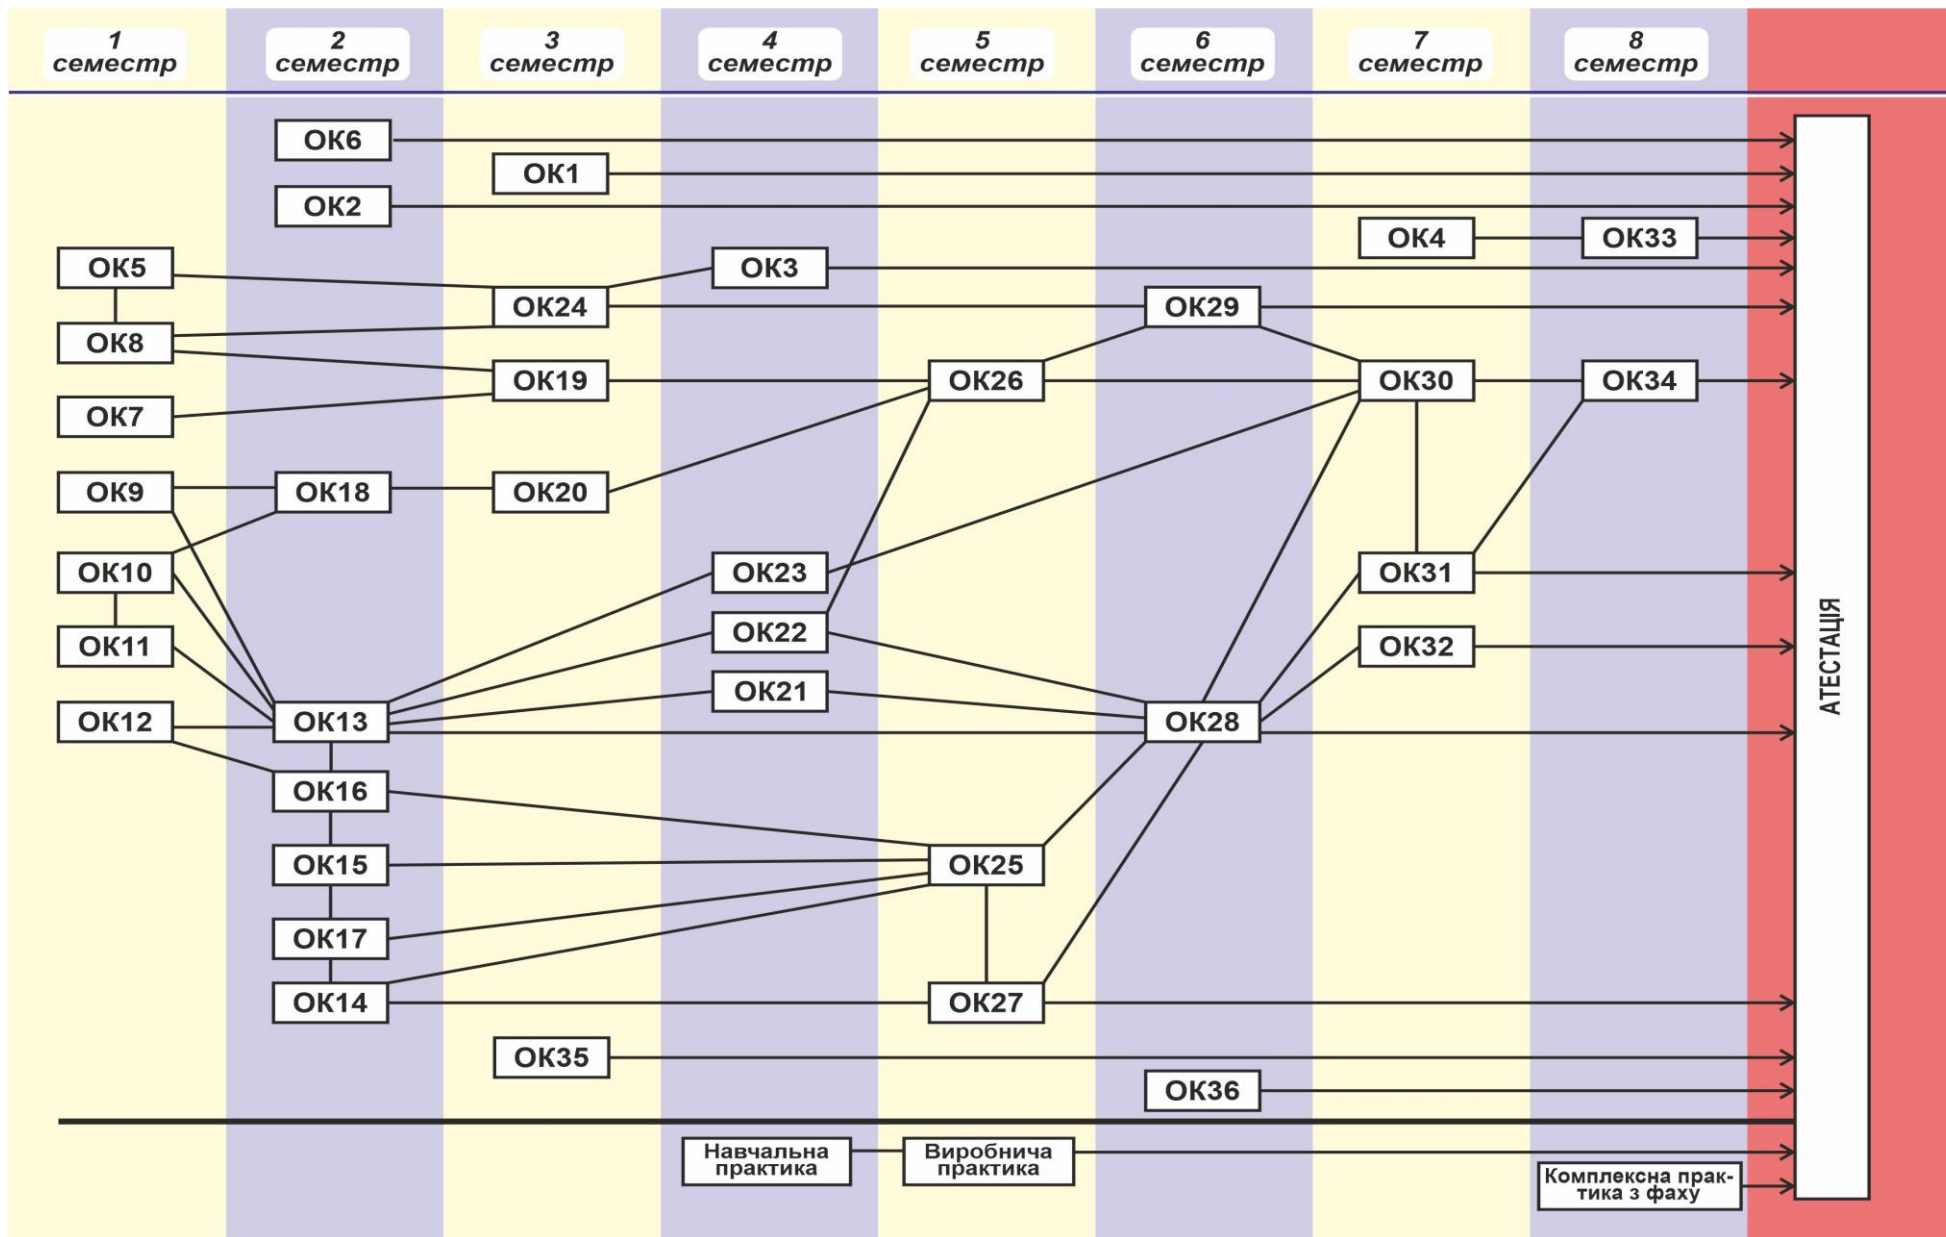 1
семестр
2
семестр
3
семестр
4
семестр
5
семестр
6
семестр
7
семестр
8
семестр
ОК6
ОК1
ОК2
ОК4
ОК33
ОК5
ОК3
ОК24
ОК29
ОК8
ОК19
ОК26
ОК30
ОК34
ОК7
ОК9
ОК18
ОК20
ОК10
ОК23
ОК31
ОК11
ОК22
ОК32
ОК21
ОК12
ОК13
ОК28
ОК16
ОК15
ОК25
ОК17
ОК14
ОК27
ОК35
ОК36
АТЕСТАЦІЯ
Навчальна
практика
Виробнича
практика
Комплексна прак-
тика з фаху